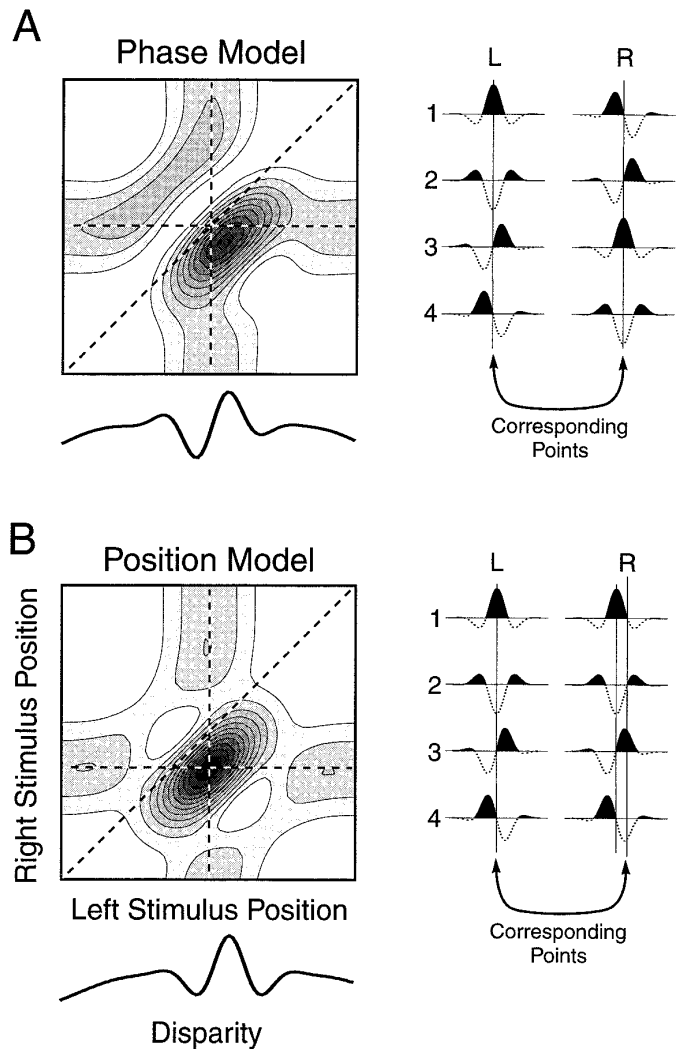 A
Phase Model
L R
1
2
3
4
Corresponding
Points
B
Position Model
Right Stimulus Position
Left Stimulus Position
Disparity
L R
1
2
3
4
Corresponding
Points